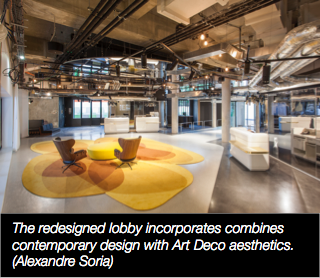 The redesigned lobby incorporates combines
contemporary design with Art Deco aesthetics.
(Alexandre Soria)